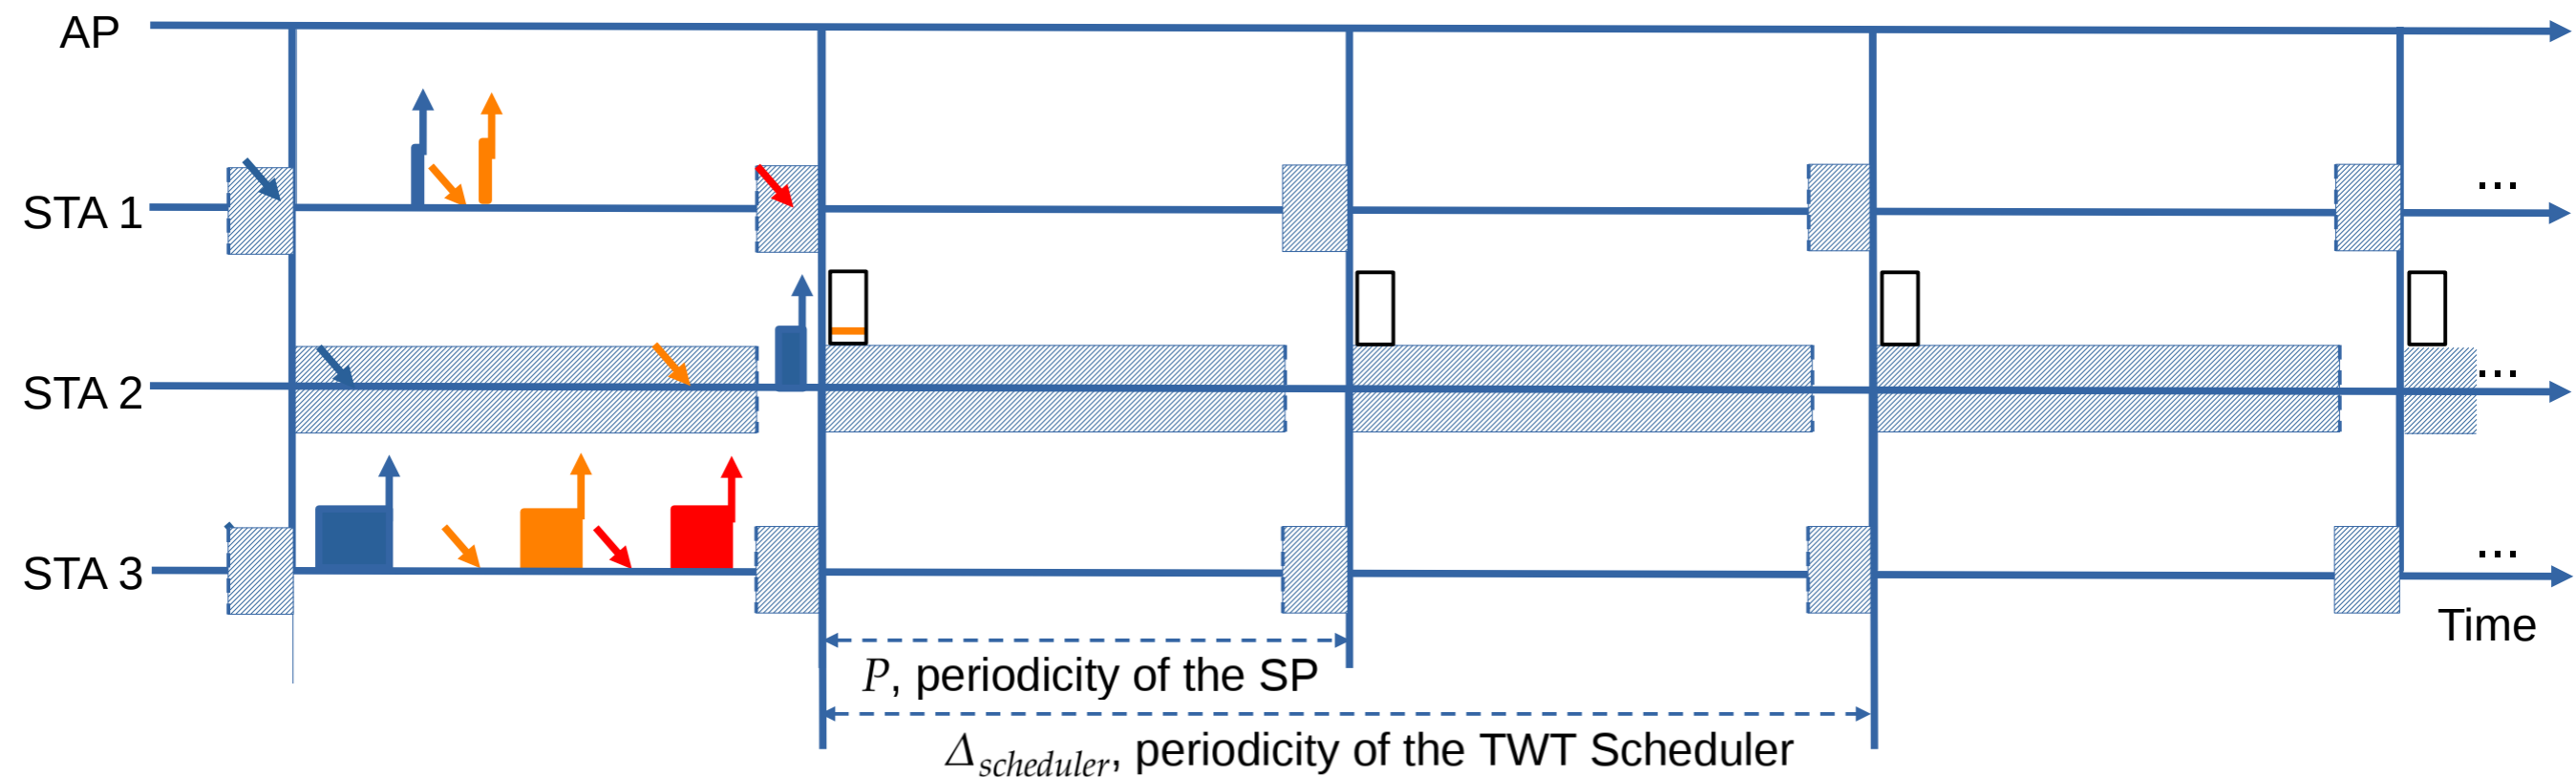 AP
...
STA 1
...
STA 2
...
STA 3
Time
P, periodicity of the SP
Δscheduler, periodicity of the TWT Scheduler